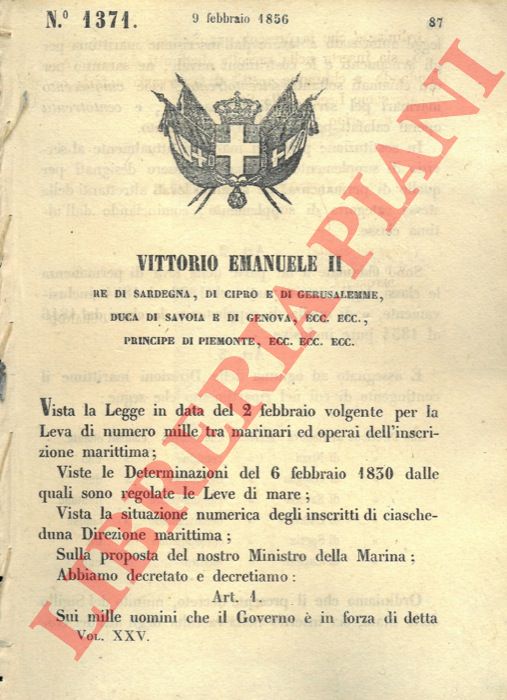 N.º 1371.
9 febbraio 1856
87
VITTORIO EMANUELE II
RE DI SARDEGNA, DI CIPRO E DI GERUSALEMME,
DUCA DI SAVOIA E DI GENOVA, ECC. ECC.,
PRINCIPE DI PIEMONTE, ECC. ECC. ECC.
Vista la Legge in data del 2 febbraio volgente per la
Leva di numero mille tra marinari ed operai dell'inscri-
zione marittima;
Viste le Determinazioni del 6 febbraio 1830 dalle
quali sono regolate le Leve di mare;
Vista la situazione numerica degli inscritti di ciasche-
duna Direzione marittima;
Sulla proposta del nostro Ministro della Marina;
Abbiamo decretato e decretiamo:
Art. 1.
Sui mille uomini che il Governo è in forza di detta
VOL. XXV.
LIBRERIA PIANI